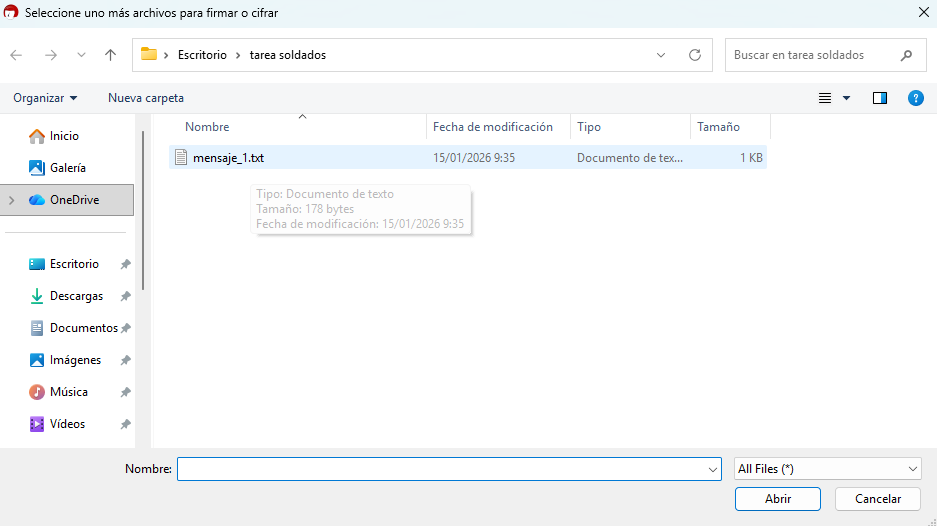 Seleccione uno más archivos para firmar o cifrar
Escritorio > tarea soldados
Buscar en tarea soldados
Organizar
Nueva carpeta
?
Inicio
Galería
OneDrive
Escritorio
Descargas
Documentos
Imágenes
Música
Vídeos
Nombre Fecha de modificación Tipo Tamaño
mensaje_1.txt 15/01/2026 9:35 Documento de tex... 1 KB
Tipo: Documento de texto
Tamaño: 178 bytes
Fecha de modificación: 15/01/2026 9:35
Nombre:
All Files (*)
Abrir
Cancelar